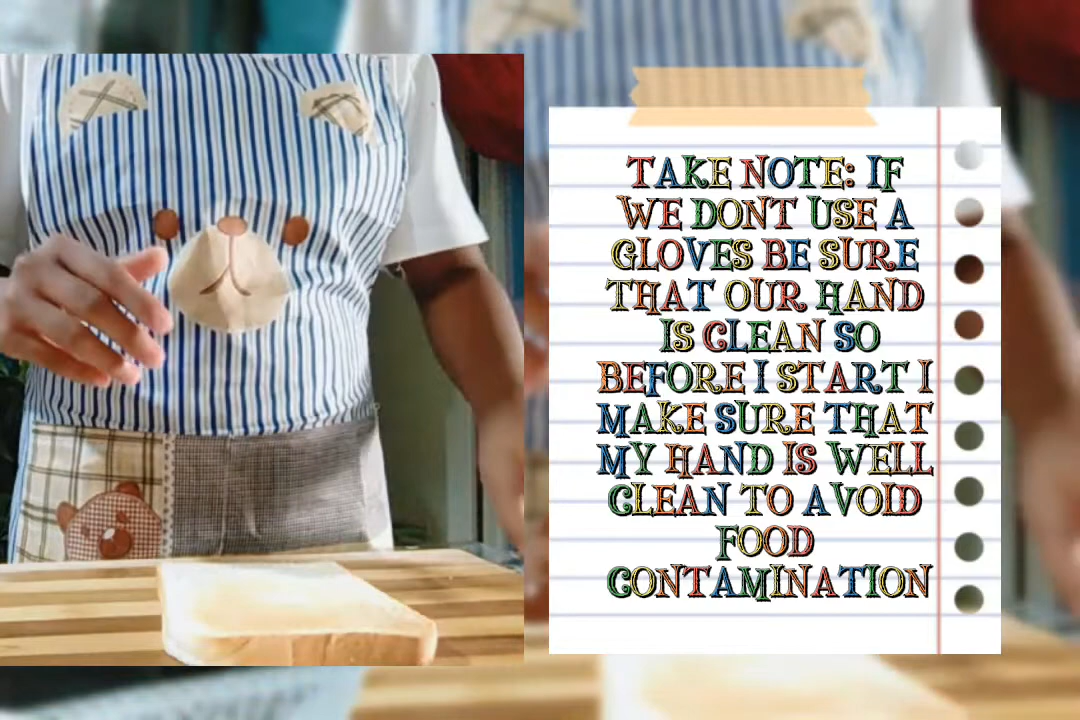 TAKE NOTE: IF
WE DONT USE A
GLOVES BE SURE
THAT OUR HAND
IS CLEAN SO
BEFORE I START I
MAKE SURE THAT
MY HAND IS WELL
CLEAN TO AVOID
FOOD
CONTAMINATION